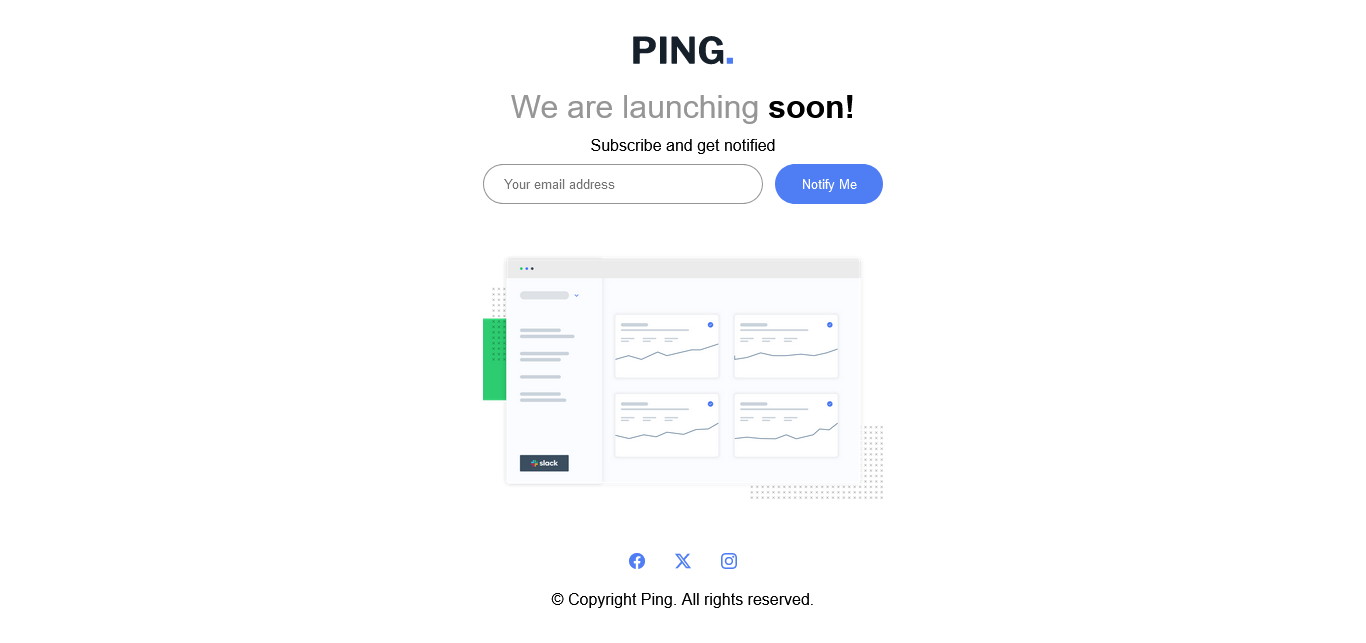 PING.
We are launching soon!
Subscribe and get notified
Your email address
Notify Me
slack
© Copyright Ping. All rights reserved.